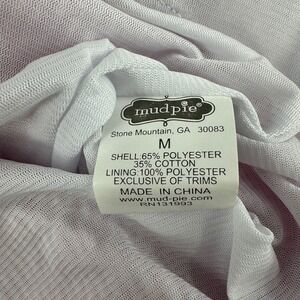 mudpie®
Stone Mountain, GA 30083
M
SHELL:65% POLYESTER
35% COTTON
LINING:100% POLYESTER
EXCLUSIVE OF TRIMS
MADE IN CHINA
www.mud-pie.com
RN131993